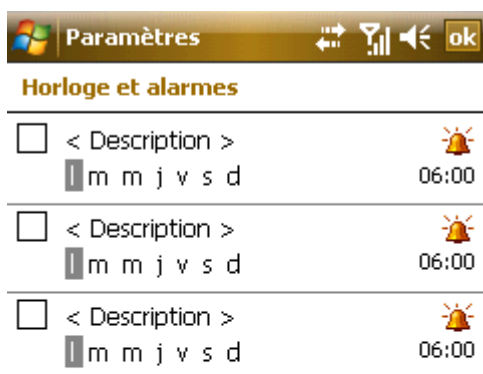 Paramètres ok
Horloge et alarmes
< Description >
l m m j v s d 06:00
< Description >
l m m j v s d 06:00
< Description >
l m m j v s d 06:00